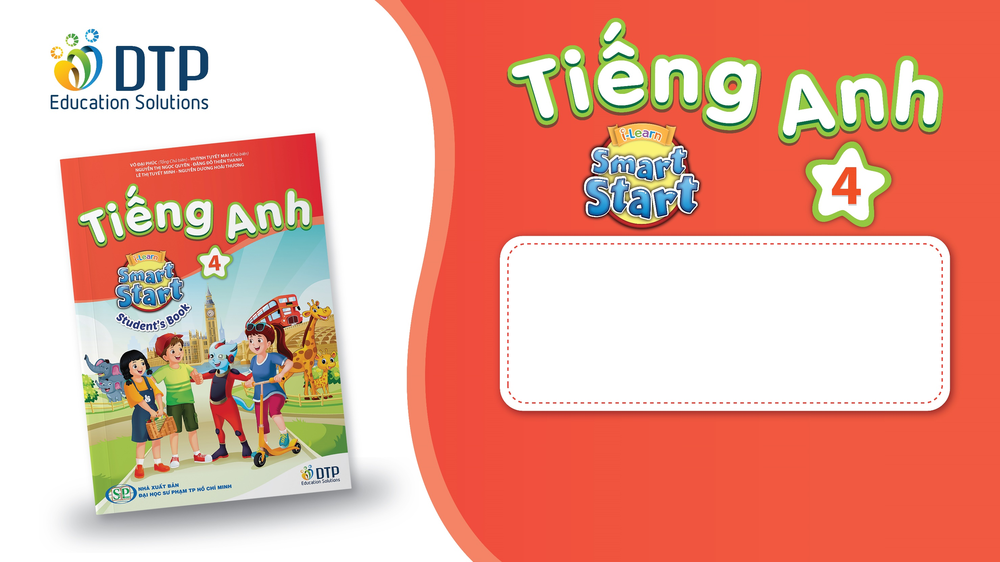 DTP
Education Solutions
VÕ ĐẠI PHÚC (Tổng Chủ biên) - HUỲNH TUYẾT MAI (Chủ biên)
NGUYỄN THỊ NGỌC QUYÊN - ĐẶNG ĐỖ THIÊN THANH
LÊ THỊ TUYẾT MINH - NGUYỄN DƯƠNG HOÀI THƯƠNG
Tiếng Anh
4
i-Learn
Smart
Start
Student's Book
NHÀ XUẤT BẢN
ĐẠI HỌC SƯ PHẠM TP HỒ CHÍ MINH
SP
DTP
Education Solutions
Tiếng Anh
i-Learn
Smart
Start
4